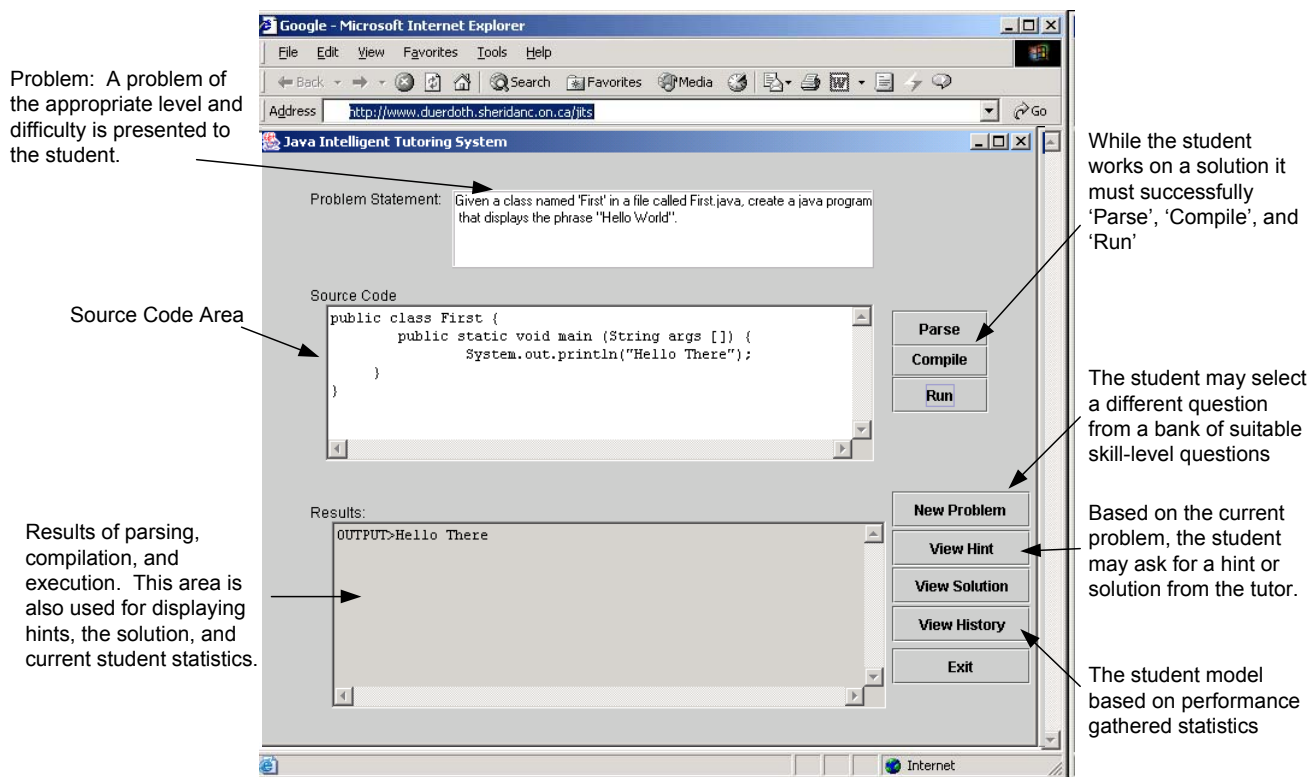 Google - Microsoft Internet Explorer
File Edit View Favorites Tools Help
Back Search Favorites Media
Address http://www.duerdoth.sheridanc.on.ca/jits Go
Java Intelligent Tutoring System
Problem: A problem of
the appropriate level and
difficulty is presented to
the student.
Problem Statement:
Given a class named 'First' in a file called First.java, create a java program
that displays the phrase "Hello World".
While the student
works on a solution it
must successfully
‘Parse’, ‘Compile’, and
‘Run’
Source Code Area
Source Code
public class First {
public static void main (String args []) {
System.out.println("Hello There");
}
}
Parse
Compile
Run
The student may select
a different question
from a bank of suitable
skill-level questions
Results of parsing,
compilation, and
execution. This area is
also used for displaying
hints, the solution, and
current student statistics.
Results:
OUTPUT>Hello There
New Problem
View Hint
View Solution
View History
Exit
Based on the current
problem, the student
may ask for a hint or
solution from the tutor.
The student model
based on performance
gathered statistics
Internet